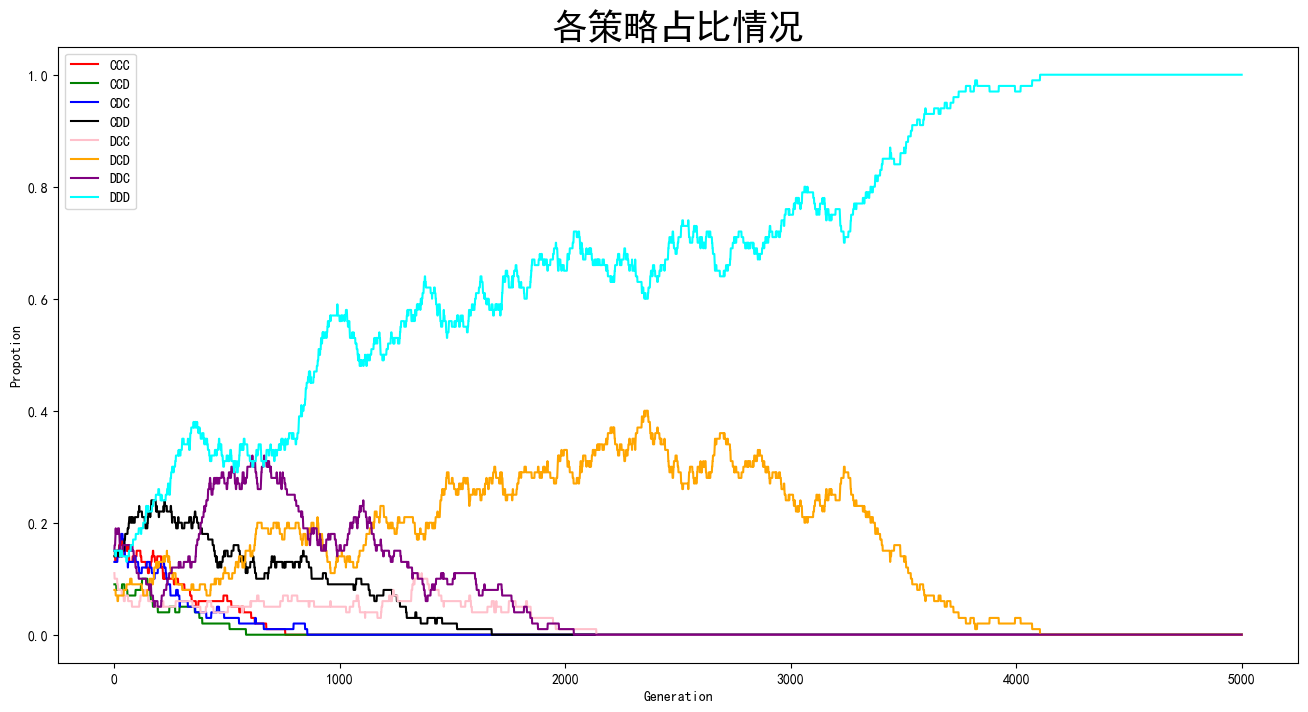 各策略占比情况
CCC
CCD
CDC
CDD
DCC
DCD
DDC
DDD
1.0
0.8
0.6
0.4
0.2
0.0
Propotion
0
1000
2000
3000
4000
5000
Generation